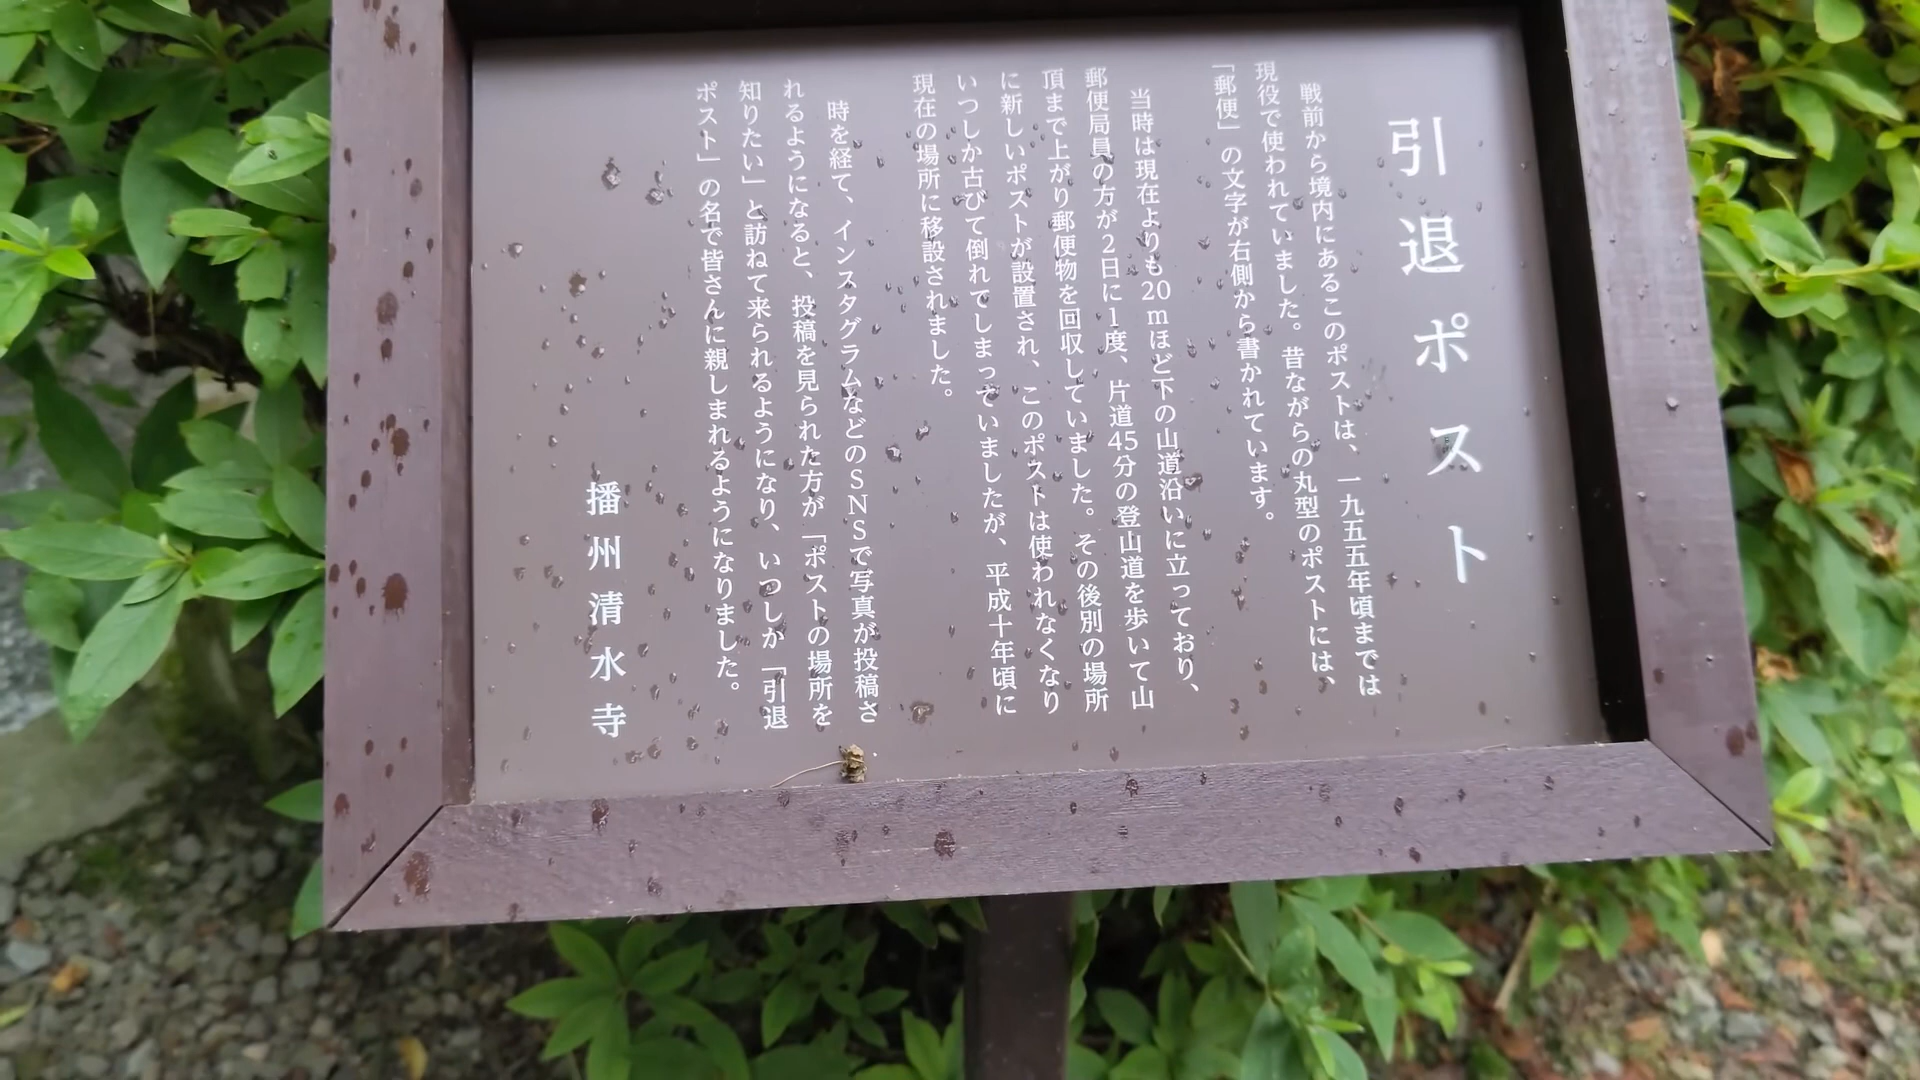 引退ポスト
戦前から境内にあるこのポストは、一九五五年頃までは
現役で使われていました。昔ながらの丸型のポストには、
「郵便」の文字が右側から書かれています。
当時は現在よりも20mほど下の山道沿いに立っており、
郵便局員の方が2日に1度、片道45分の登山道を歩いて山
頂まで上がり郵便物を回収していました。その後別の場所
に新しいポストが設置され、このポストは使われなくなり
いつしか古びて倒れてしまっていましたが、平成十年頃に
現在の場所に移設されました。
時を経て、インスタグラムなどのSNSで写真が投稿さ
れるようになると、投稿を見られた方が「ポストの場所を
知りたい」と訪ねて来られるようになり、いつしか「引退
ポスト」の名で皆さんに親しまれるようになりました。
播州清水寺